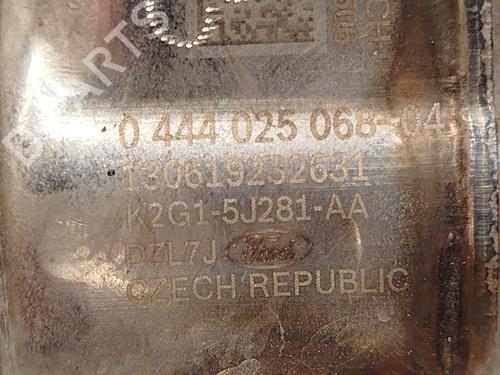 0 444 025 068-04
130619232631
K2G1-5J281-AA
DZL7J Ford
CZECH REPUBLIC